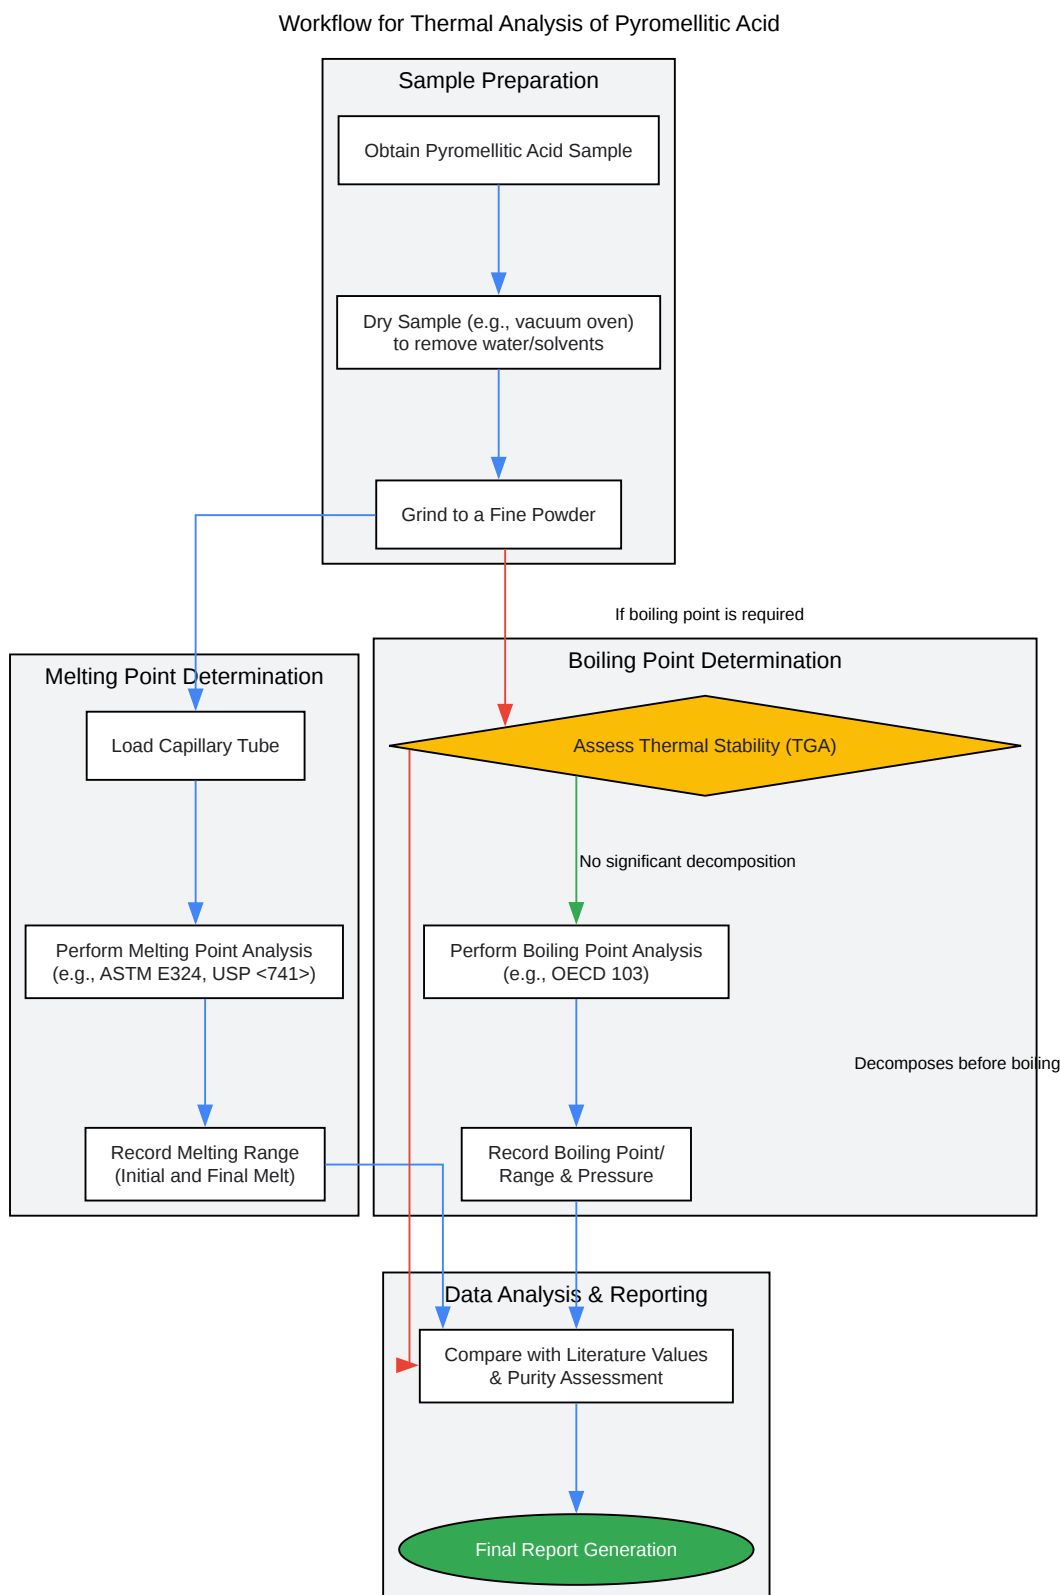 Workflow for Thermal Analysis of Pyromellitic Acid
Sample Preparation
Obtain Pyromellitic Acid Sample
Dry Sample (e.g., vacuum oven)
to remove water/solvents
Grind to a Fine Powder
If boiling point is required
Melting Point Determination
Load Capillary Tube
Perform Melting Point Analysis
(e.g., ASTM E324, USP <741>)
Record Melting Range
(Initial and Final Melt)
Boiling Point Determination
Assess Thermal Stability (TGA)
No significant decomposition
Perform Boiling Point Analysis
(e.g., OECD 103)
Decomposes before boiling
Record Boiling Point/
Range & Pressure
Data Analysis & Reporting
Compare with Literature Values
& Purity Assessment
Final Report Generation